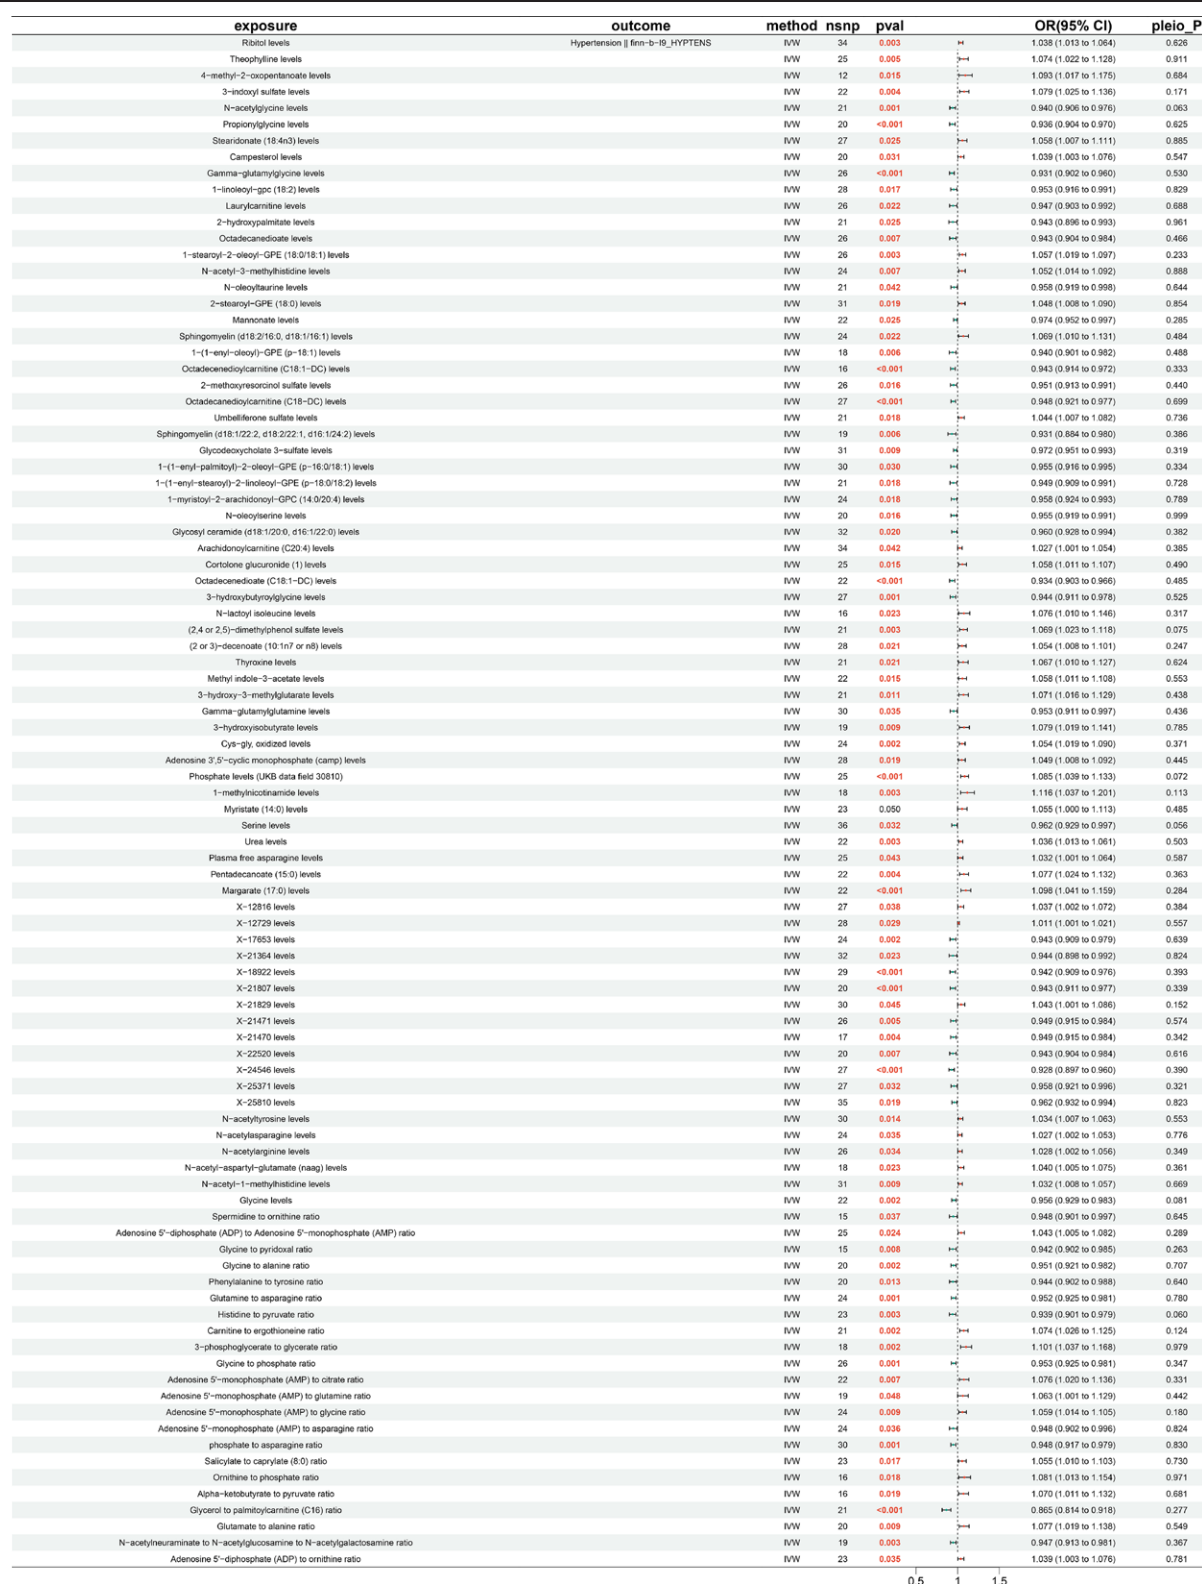 exposure outcome method nsnp pval OR(95% CI) pleio_P
Ribitol levels Hypertension || finn−b−I9_HYPTENS IVW 34 0.003 1.038 (1.013 to 1.064) 0.626
Theophylline levels IVW 25 0.005 1.074 (1.022 to 1.128) 0.911
4−methyl−2−oxopentanoate levels IVW 12 0.015 1.093 (1.017 to 1.175) 0.684
3−indoxyl sulfate levels IVW 22 0.004 1.079 (1.025 to 1.136) 0.171
N−acetylglycine levels IVW 21 0.001 0.940 (0.906 to 0.976) 0.063
Propionylglycine levels IVW 20 <0.001 0.936 (0.904 to 0.970) 0.625
Stearidonate (18:4n3) levels IVW 27 0.025 1.058 (1.007 to 1.111) 0.885
Campesterol levels IVW 20 0.031 1.039 (1.003 to 1.076) 0.547
Gamma−glutamylglycine levels IVW 26 <0.001 0.931 (0.902 to 0.960) 0.530
1−linoleoyl−gpc (18:2) levels IVW 28 0.017 0.953 (0.916 to 0.991) 0.829
Laurylcarnitine levels IVW 26 0.022 0.947 (0.903 to 0.992) 0.688
2−hydroxypalmitate levels IVW 21 0.025 0.943 (0.896 to 0.993) 0.961
Octadecanedioate levels IVW 26 0.007 0.943 (0.904 to 0.984) 0.466
1−stearoyl−2−oleoyl−GPE (18:0/18:1) levels IVW 26 0.003 1.057 (1.019 to 1.097) 0.233
N−acetyl−3−methylhistidine levels IVW 24 0.007 1.052 (1.014 to 1.092) 0.888
N−oleoyltaurine levels IVW 21 0.042 0.958 (0.919 to 0.998) 0.644
2−stearoyl−GPE (18:0) levels IVW 31 0.019 1.048 (1.008 to 1.090) 0.854
Mannonate levels IVW 22 0.025 0.974 (0.952 to 0.997) 0.285
Sphingomyelin (d18:2/16:0, d18:1/16:1) levels IVW 24 0.022 1.069 (1.010 to 1.131) 0.484
1−(1−enyl−oleoyl)−GPE (p−18:1) levels IVW 18 0.006 0.940 (0.901 to 0.982) 0.488
Octadecenedioylcarnitine (C18:1−DC) levels IVW 16 <0.001 0.943 (0.914 to 0.972) 0.333
2−methoxyresorcinol sulfate levels IVW 26 0.016 0.951 (0.913 to 0.991) 0.440
Octadecanedioylcarnitine (C18−DC) levels IVW 27 <0.001 0.948 (0.921 to 0.977) 0.699
Umbelliferone sulfate levels IVW 21 0.018 1.044 (1.007 to 1.082) 0.736
Sphingomyelin (d18:1/22:2, d18:2/22:1, d16:1/24:2) levels IVW 19 0.006 0.931 (0.884 to 0.980) 0.386
Glycodeoxycholate 3−sulfate levels IVW 31 0.009 0.972 (0.951 to 0.993) 0.319
1−(1−enyl−palmitoyl)−2−oleoyl−GPE (p−16:0/18:1) levels IVW 30 0.030 0.955 (0.916 to 0.995) 0.334
1−(1−enyl−stearoyl)−2−linoleoyl−GPE (p−18:0/18:2) levels IVW 21 0.018 0.949 (0.909 to 0.991) 0.728
1−myristoyl−2−arachidonoyl−GPC (14:0/20:4) levels IVW 24 0.018 0.958 (0.924 to 0.993) 0.789
N−oleoylserine levels IVW 20 0.016 0.955 (0.919 to 0.991) 0.999
Glycosyl ceramide (d18:1/20:0, d16:1/22:0) levels IVW 32 0.020 0.960 (0.928 to 0.994) 0.382
Arachidonoylcarnitine (C20:4) levels IVW 34 0.042 1.027 (1.001 to 1.054) 0.385
Cortolone glucuronide (1) levels IVW 25 0.015 1.058 (1.011 to 1.107) 0.490
Octadecenedioate (C18:1−DC) levels IVW 22 <0.001 0.934 (0.903 to 0.966) 0.485
3−hydroxybutyroylglycine levels IVW 27 0.001 0.944 (0.911 to 0.978) 0.525
N−lactoyl isoleucine levels IVW 16 0.023 1.076 (1.010 to 1.146) 0.317
(2,4 or 2,5)−dimethylphenol sulfate levels IVW 21 0.003 1.069 (1.023 to 1.118) 0.075
(2 or 3)−decenoate (10:1n7 or n8) levels IVW 28 0.021 1.054 (1.008 to 1.101) 0.247
Thyroxine levels IVW 21 0.021 1.067 (1.010 to 1.127) 0.624
Methyl indole−3−acetate levels IVW 22 0.015 1.058 (1.011 to 1.108) 0.553
3−hydroxy−3−methylglutarate levels IVW 21 0.011 1.071 (1.016 to 1.129) 0.438
Gamma−glutamylglutamine levels IVW 30 0.035 0.953 (0.911 to 0.997) 0.436
3−hydroxyisobutyrate levels IVW 19 0.009 1.079 (1.019 to 1.141) 0.785
Cys−gly, oxidized levels IVW 24 0.002 1.054 (1.019 to 1.090) 0.371
Adenosine 3',5'−cyclic monophosphate (camp) levels IVW 28 0.019 1.049 (1.008 to 1.092) 0.445
Phosphate levels (UKB data field 30810) IVW 25 <0.001 1.085 (1.039 to 1.133) 0.072
1−methylnicotinamide levels IVW 18 0.003 1.116 (1.037 to 1.201) 0.113
Myristate (14:0) levels IVW 23 0.050 1.055 (1.000 to 1.113) 0.485
Serine levels IVW 36 0.032 0.962 (0.929 to 0.997) 0.056
Urea levels IVW 22 0.003 1.036 (1.013 to 1.061) 0.503
Plasma free asparagine levels IVW 25 0.043 1.032 (1.001 to 1.064) 0.587
Pentadecanoate (15:0) levels IVW 22 0.004 1.077 (1.024 to 1.132) 0.363
Margarate (17:0) levels IVW 22 <0.001 1.098 (1.041 to 1.159) 0.284
X−12816 levels IVW 27 0.038 1.037 (1.002 to 1.072) 0.384
X−12729 levels IVW 28 0.029 1.011 (1.001 to 1.021) 0.557
X−17653 levels IVW 24 0.002 0.943 (0.909 to 0.979) 0.639
X−21364 levels IVW 32 0.023 0.944 (0.898 to 0.992) 0.824
X−18922 levels IVW 29 <0.001 0.942 (0.909 to 0.976) 0.393
X−21807 levels IVW 20 <0.001 0.943 (0.911 to 0.977) 0.339
X−21829 levels IVW 30 0.045 1.043 (1.001 to 1.086) 0.152
X−21471 levels IVW 26 0.005 0.949 (0.915 to 0.984) 0.574
X−21470 levels IVW 17 0.004 0.949 (0.915 to 0.984) 0.342
X−22520 levels IVW 20 0.007 0.943 (0.904 to 0.984) 0.616
X−24546 levels IVW 27 <0.001 0.928 (0.897 to 0.960) 0.390
X−25371 levels IVW 27 0.032 0.958 (0.921 to 0.996) 0.321
X−25810 levels IVW 35 0.019 0.962 (0.932 to 0.994) 0.823
N−acetyltyrosine levels IVW 30 0.014 1.034 (1.007 to 1.063) 0.553
N−acetylasparagine levels IVW 24 0.035 1.027 (1.002 to 1.053) 0.776
N−acetylarginine levels IVW 26 0.034 1.028 (1.002 to 1.056) 0.349
N−acetyl−aspartyl−glutamate (naag) levels IVW 18 0.023 1.040 (1.005 to 1.075) 0.361
N−acetyl−1−methylhistidine levels IVW 31 0.009 1.032 (1.008 to 1.057) 0.669
Glycine levels IVW 22 0.002 0.956 (0.929 to 0.983) 0.081
Spermidine to ornithine ratio IVW 15 0.037 0.948 (0.901 to 0.997) 0.645
Adenosine 5'−diphosphate (ADP) to Adenosine 5'−monophosphate (AMP) ratio IVW 25 0.024 1.043 (1.005 to 1.082) 0.289
Glycine to pyridoxal ratio IVW 15 0.008 0.942 (0.902 to 0.985) 0.263
Glycine to alanine ratio IVW 20 0.002 0.951 (0.921 to 0.982) 0.707
Phenylalanine to tyrosine ratio IVW 20 0.013 0.944 (0.902 to 0.988) 0.640
Glutamine to asparagine ratio IVW 24 0.001 0.952 (0.925 to 0.981) 0.780
Histidine to pyruvate ratio IVW 23 0.003 0.939 (0.901 to 0.979) 0.060
Carnitine to ergothioneine ratio IVW 21 0.002 1.074 (1.026 to 1.125) 0.124
3−phosphoglycerate to glycerate ratio IVW 18 0.002 1.101 (1.037 to 1.168) 0.979
Glycine to phosphate ratio IVW 26 0.001 0.953 (0.925 to 0.981) 0.347
Adenosine 5'−monophosphate (AMP) to citrate ratio IVW 22 0.007 1.076 (1.020 to 1.136) 0.331
Adenosine 5'−monophosphate (AMP) to glutamine ratio IVW 19 0.048 1.063 (1.001 to 1.129) 0.442
Adenosine 5'−monophosphate (AMP) to glycine ratio IVW 24 0.009 1.059 (1.014 to 1.105) 0.180
Adenosine 5'−monophosphate (AMP) to asparagine ratio IVW 24 0.036 0.948 (0.902 to 0.996) 0.824
phosphate to asparagine ratio IVW 30 0.001 0.948 (0.917 to 0.979) 0.830
Salicylate to caprylate (8:0) ratio IVW 23 0.017 1.055 (1.010 to 1.103) 0.730
Ornithine to phosphate ratio IVW 16 0.018 1.081 (1.013 to 1.154) 0.971
Alpha−ketobutyrate to pyruvate ratio IVW 16 0.019 1.070 (1.011 to 1.132) 0.681
Glycerol to palmitoylcarnitine (C16) ratio IVW 21 <0.001 0.865 (0.814 to 0.918) 0.277
Glutamate to alanine ratio IVW 20 0.009 1.077 (1.019 to 1.138) 0.549
N−acetylneuraminate to N−acetylglucosamine to N−acetylgalactosamine ratio IVW 19 0.003 0.947 (0.913 to 0.981) 0.367
Adenosine 5'−diphosphate (ADP) to ornithine ratio IVW 23 0.035 1.039 (1.003 to 1.076) 0.781
0.5 1 1.5